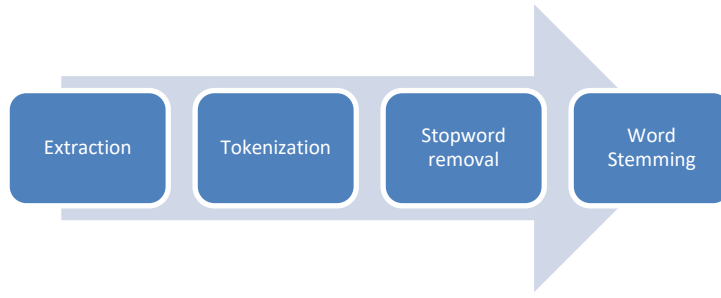 Extraction
Tokenization
Stopword
removal
Word
Stemming